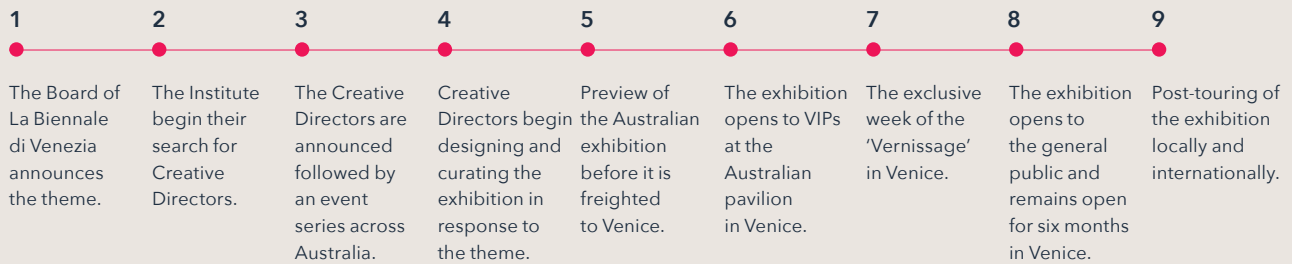 1
The Board of
La Biennale
di Venezia
announces
the theme.
2
The Institute
begin their
search for
Creative
Directors.
3
The Creative
Directors are
announced
followed by
an event
series across
Australia.
4
Creative
Directors begin
designing and
curating the
exhibition in
response to
the theme.
5
Preview of
the Australian
exhibition
before it is
freighted
to Venice.
6
The exhibition
opens to VIPs
at the
Australian
pavilion
in Venice.
7
The exclusive
week of the
‘Vernissage’
in Venice.
8
The exhibition
opens to
the general
public and
remains open
for six months
in Venice.
9
Post-touring of
the exhibition
locally and
internationally.